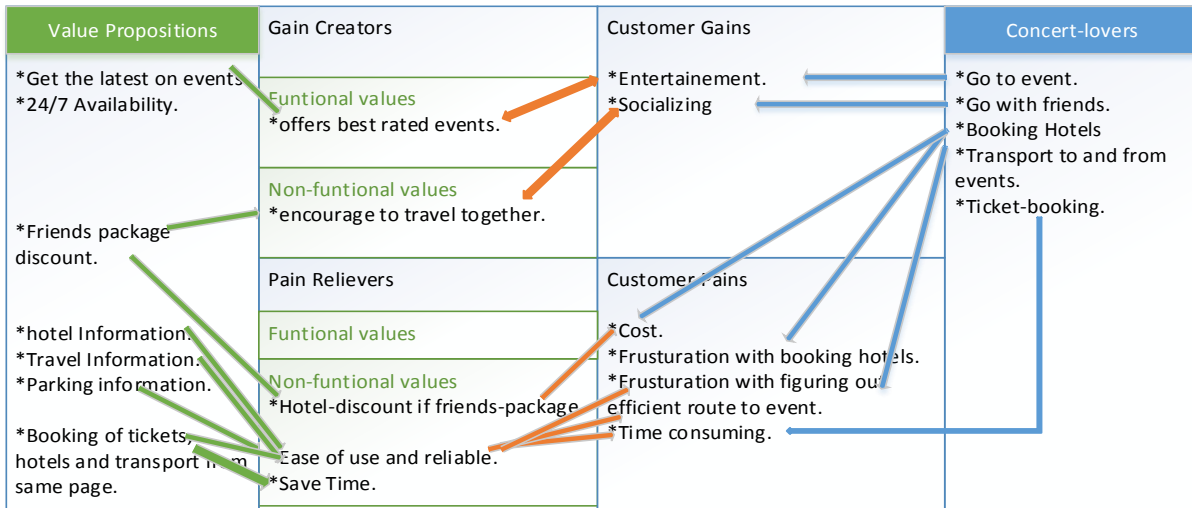 Value Propositions
*Get the latest on events
*24/7 Availability.
*Friends package
discount.
*hotel Information.
*Travel Information.
*Parking information.
*Booking of tickets,
hotels and transport from
same page.
Gain Creators
Funtional values
*offers best rated events.
Non-funtional values
*encourage to travel together.
Pain Relievers
Funtional values
Non-funtional values
*Hotel-discount if friends-package
*Ease of use and reliable.
*Save Time.
Customer Gains
*Entertainement.
*Socializing
Customer Pains
*Cost.
*Frusturation with booking hotels.
*Frusturation with figuring out
efficient route to event.
*Time consuming.
Concert-lovers
*Go to event.
*Go with friends.
*Booking Hotels
*Transport to and from
events.
*Ticket-booking.